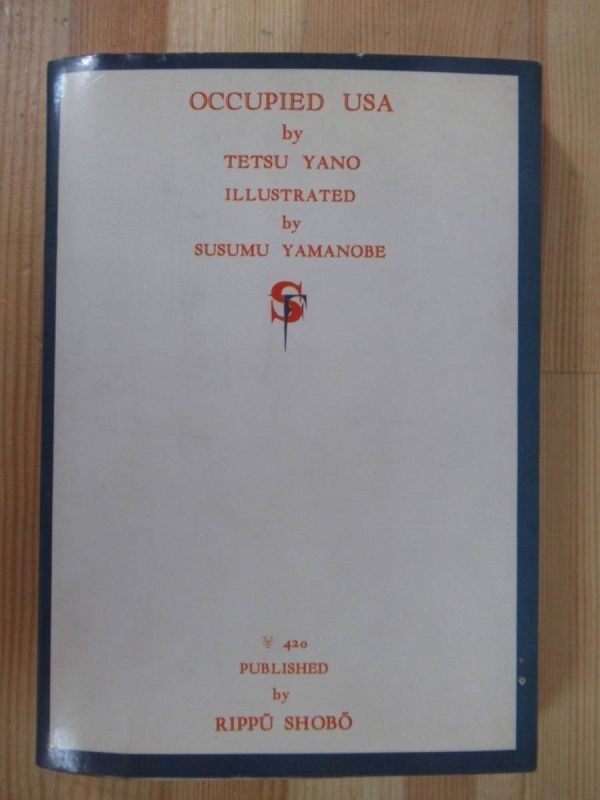 OCCUPIED USA
by
TETSU YANO
ILLUSTRATED
by
SUSUMU YAMANOBE
SF
¥ 420
PUBLISHED
by
RIPPŪ SHOBŌ